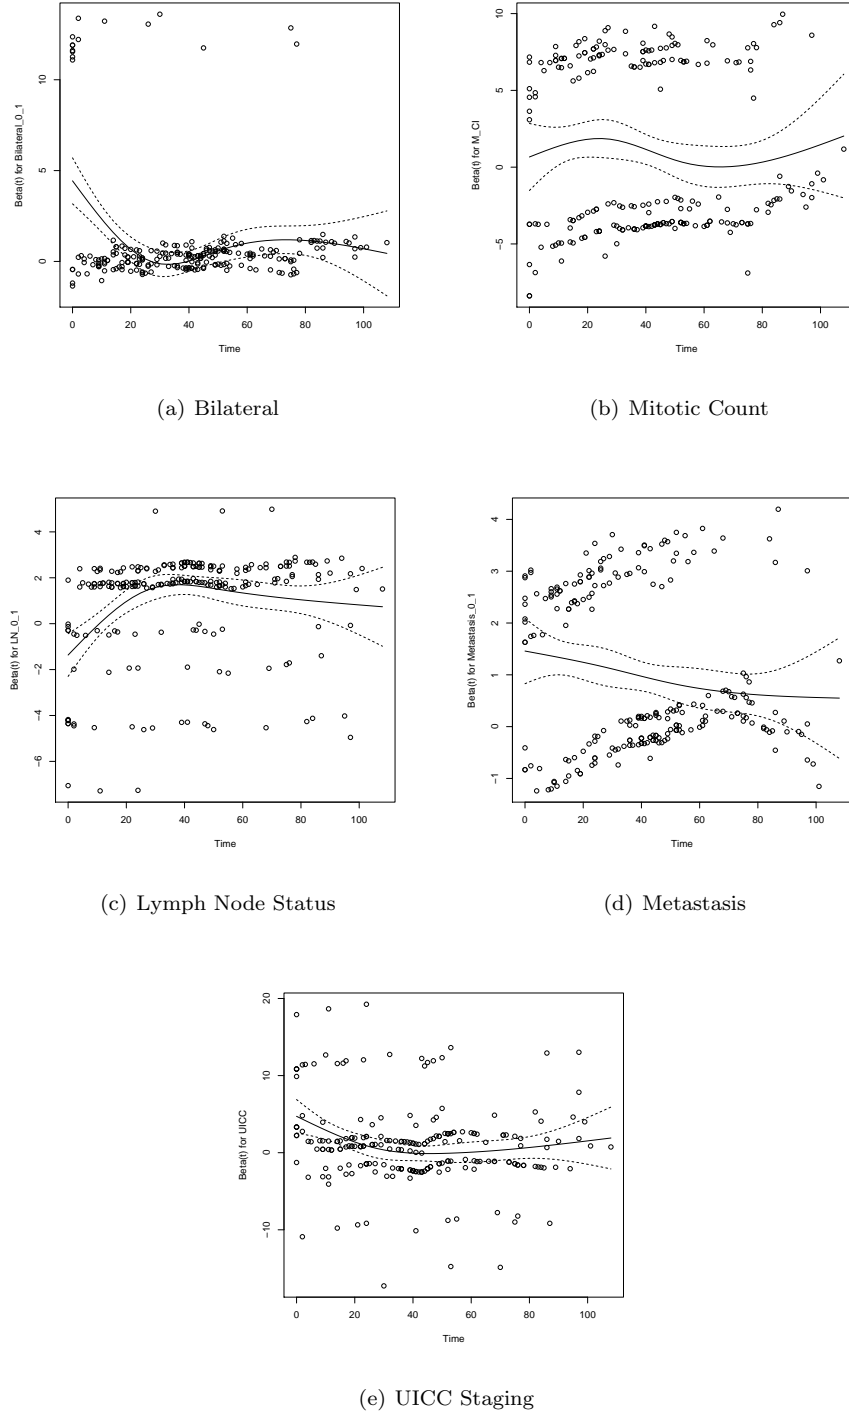 10
5
0
Beta(t) for Bilateral_0_1
0 20 40 60 80 100
Time
(a) Bilateral
10
5
0
−5
Beta(t) for M_CI
0 20 40 60 80 100
Time
(b) Mitotic Count
4
2
0
−2
−4
−6
Beta(t) for LN_0_1
0 20 40 60 80 100
Time
(c) Lymph Node Status
4
3
2
1
0
−1
Beta(t) for Metastasis_0_1
0 20 40 60 80 100
Time
(d) Metastasis
20
10
0
−10
Beta(t) for UICC
0 20 40 60 80 100
Time
(e) UICC Staging